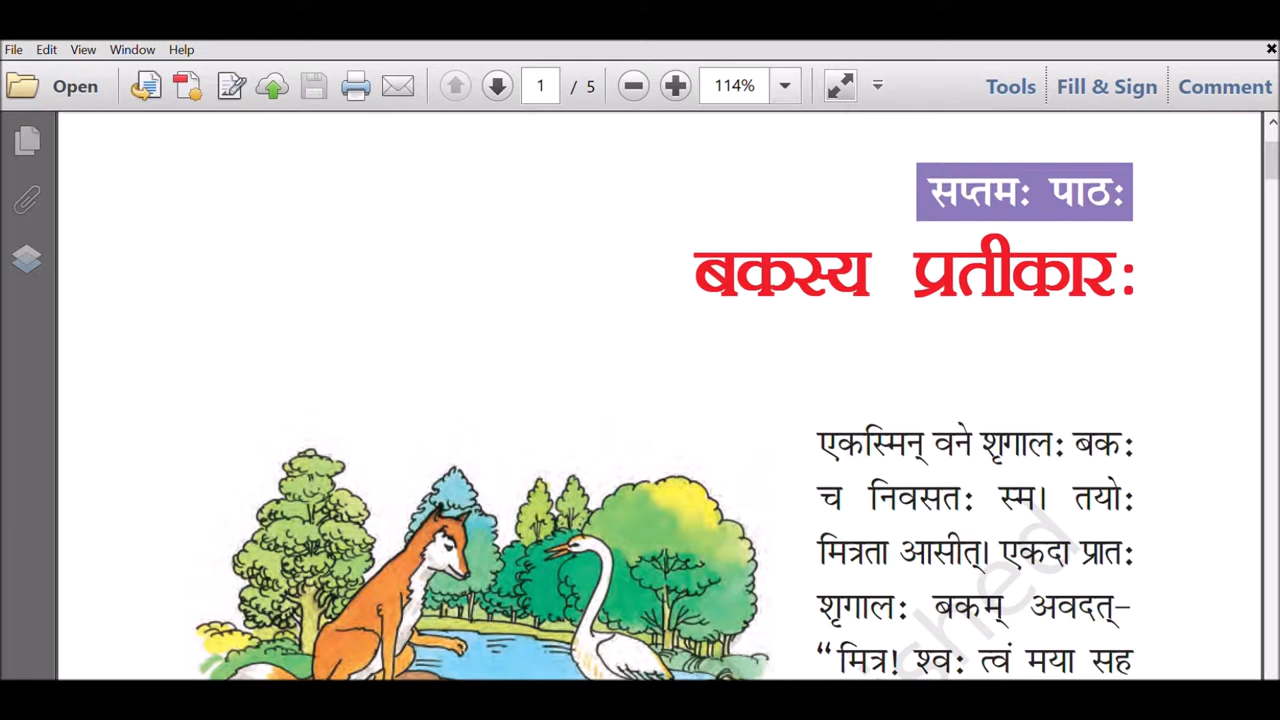 File Edit View Window Help
Open 1 / 5 114% Tools Fill & Sign Comment
सप्तमः पाठः
बकस्य प्रतीकारः
एकस्मिन् वने शृगालः बकः
च निवसतः स्म। तयोः
मित्रता आसीत्। एकदा प्रातः
शृगालः बकम् अवदत्-
“मित्र! श्वः त्वं मया सह
shed